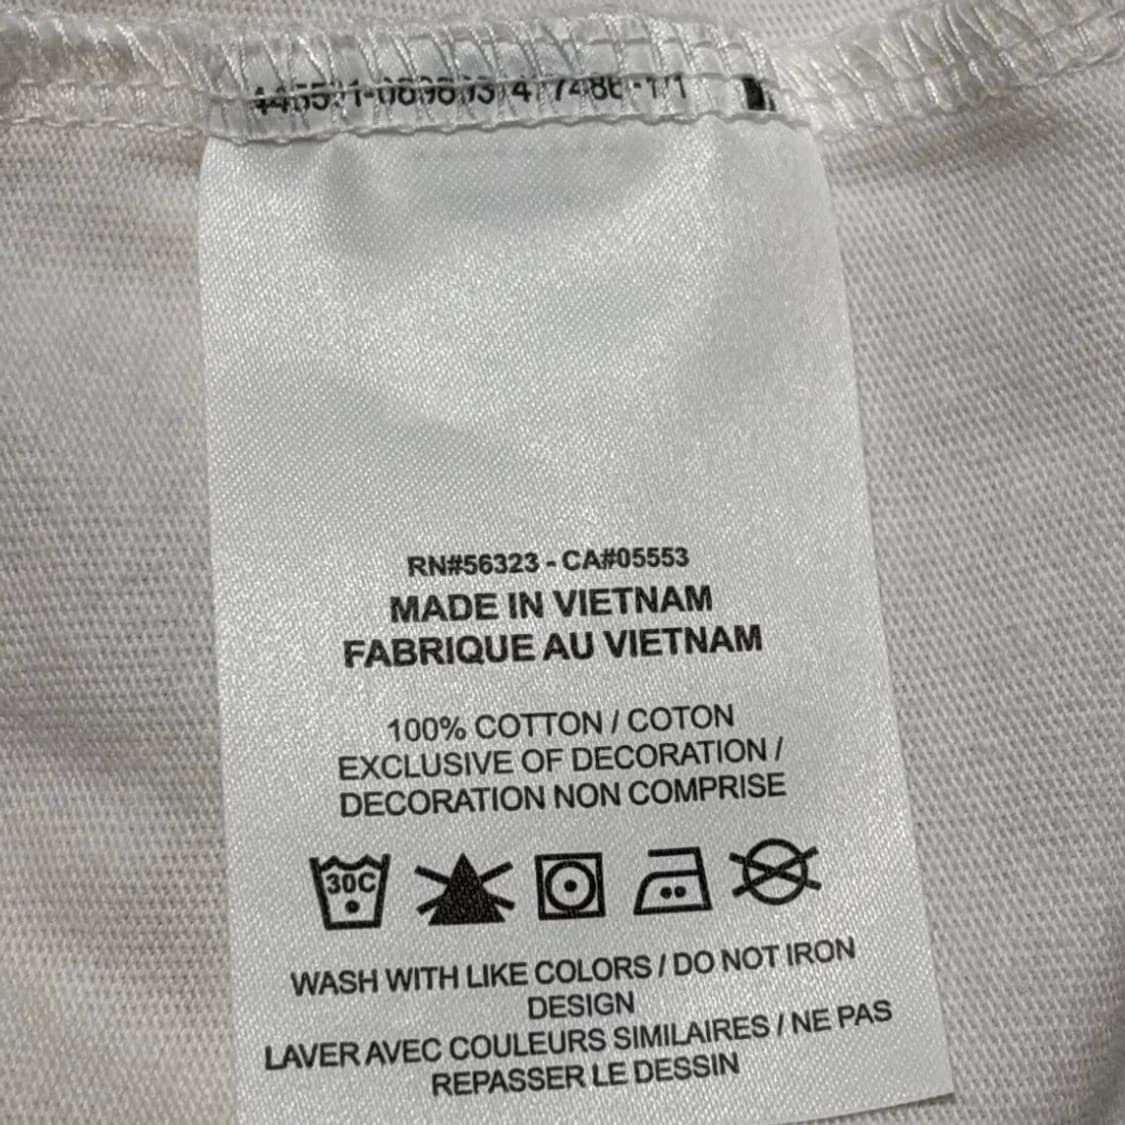 RN#56323 - CA#05553
MADE IN VIETNAM
FABRIQUE AU VIETNAM
100% COTTON / COTON
EXCLUSIVE OF DECORATION /
DECORATION NON COMPRISE
30C
WASH WITH LIKE COLORS / DO NOT IRON
DESIGN
LAVER AVEC COULEURS SIMILAIRES / NE PAS
REPASSER LE DESSIN